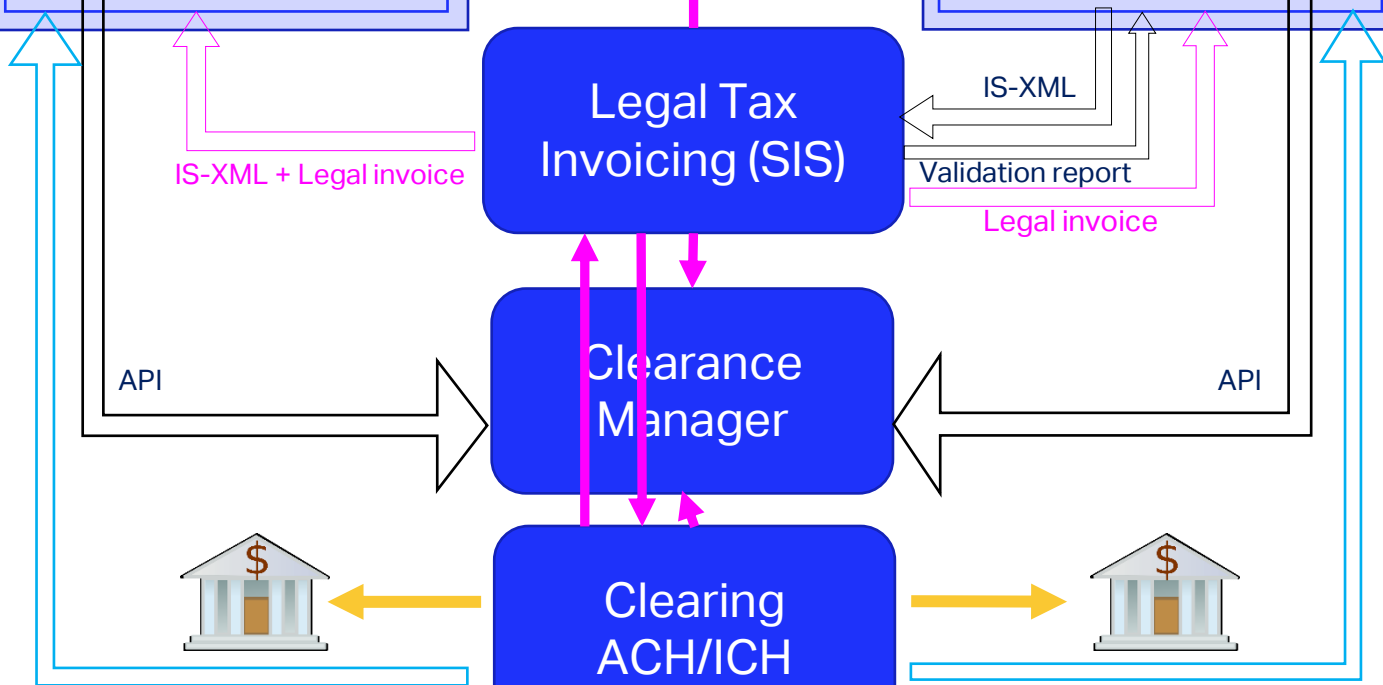 Legal Tax
Invoicing (SIS)
IS-XML
IS-XML + Legal invoice
Validation report
Legal invoice
Clearance
Manager
API
API
$
$
Clearing
ACH/ICH